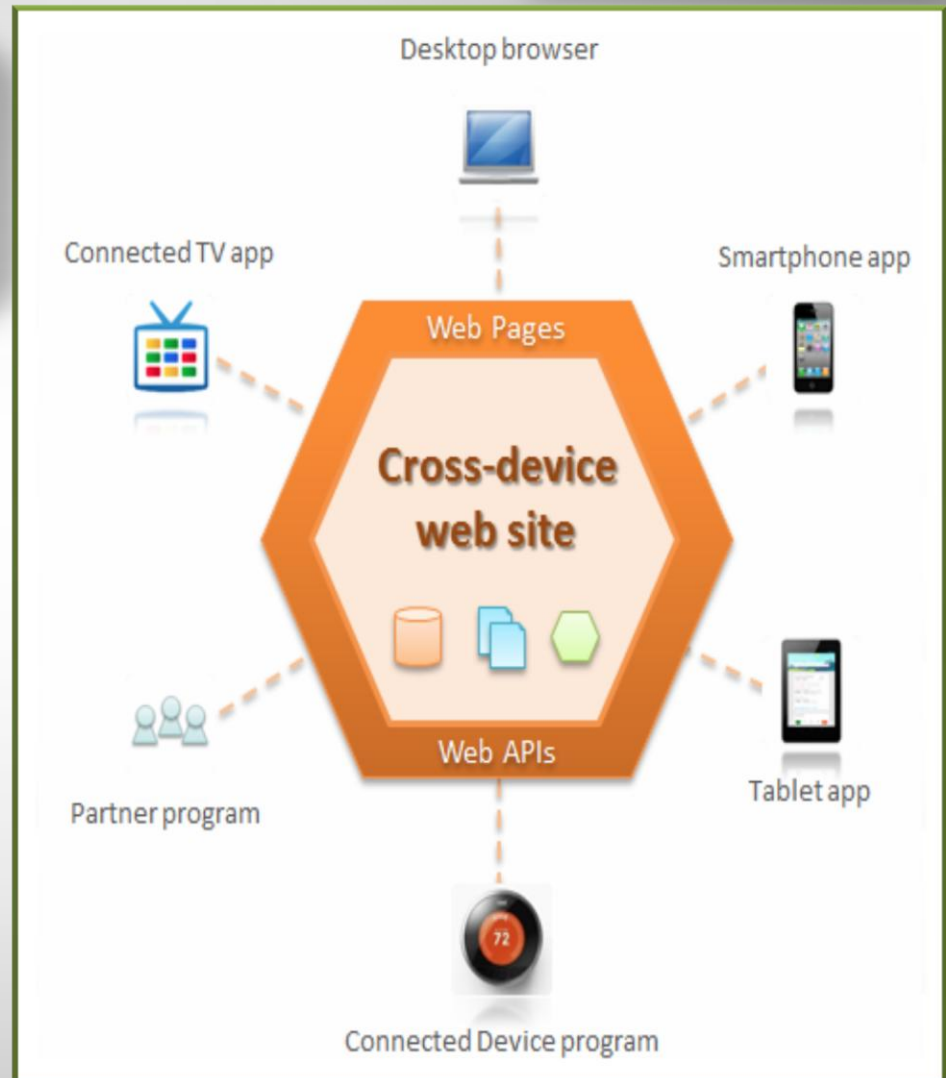 Desktop browser
Connected TV app
Smartphone app
Web Pages
Cross-device
web site
Web APIs
Partner program
Tablet app
72
Connected Device program